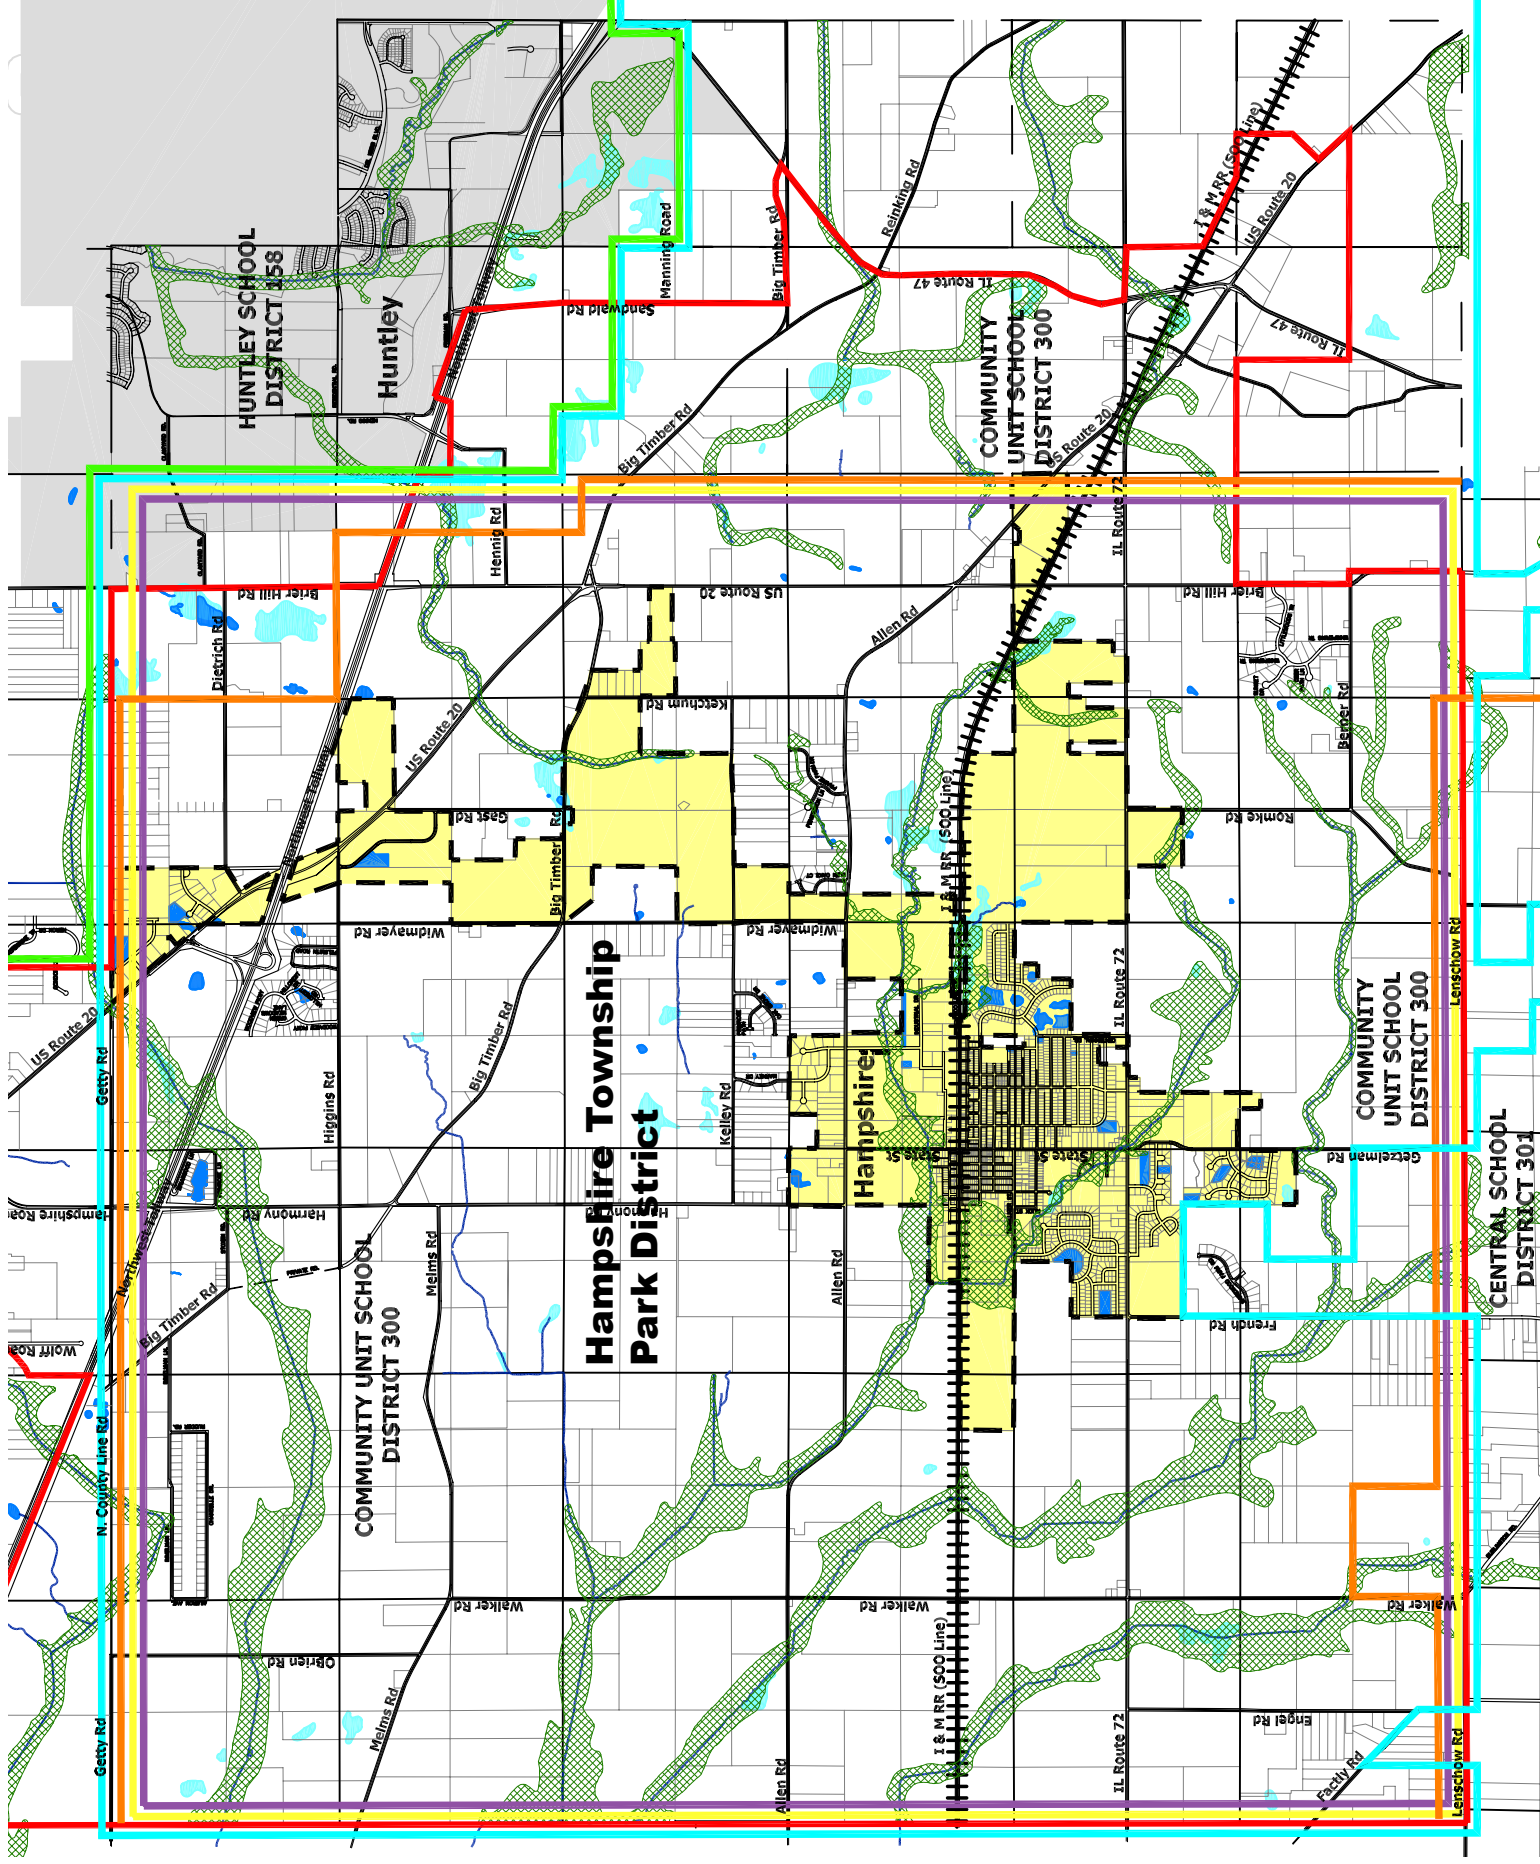 HUNTLEY SCHOOL
DISTRICT 158
Huntley
Northwest Tollway
Sandwald Rd
Manning Road
Big Timber Rd
Reinking Rd
IL Route 47
I & M RR (SOO Line)
US Route 20
IL Route 47
COMMUNITY
UNIT SCHOOL
DISTRICT 300
Big Timber Rd
US Route 20
IL Route 72
Hennig Rd
Brier Hill Rd
US Route 20
Allen Rd
Brier Hill Rd
Dietrich Rd
Ketchum Rd
Benner Rd
US Route 20
Northwest Tollway
Gast Rd
Big Timber Rd
I & M RR (SOO Line)
Romke Rd
Widmayer Rd
Widmayer Rd
Lenschow Rd
US Route 20
Getty Rd
Higgins Rd
Big Timber Rd
Hampshire Township
Park District
Kelley Rd
Hampshire
IL Route 72
State St
State St
COMMUNITY
UNIT SCHOOL
DISTRICT 300
Getzelman Rd
CENTRAL SCHOOL
DISTRICT 301
Hampshire Road
Harmony Rd
Harmony Rd
Northwest Tollway
Big Timber Rd
Melms Rd
Allen Rd
French Rd
Wolff Road
COMMUNITY UNIT SCHOOL
DISTRICT 300
N. County Line Rd
Walker Rd
Walker Rd
Walker Rd
OBrien Rd
Getty Rd
Melms Rd
Allen Rd
I & M RR (SOO Line)
IL Route 72
Engel Rd
Factly Rd
Lenschow Rd